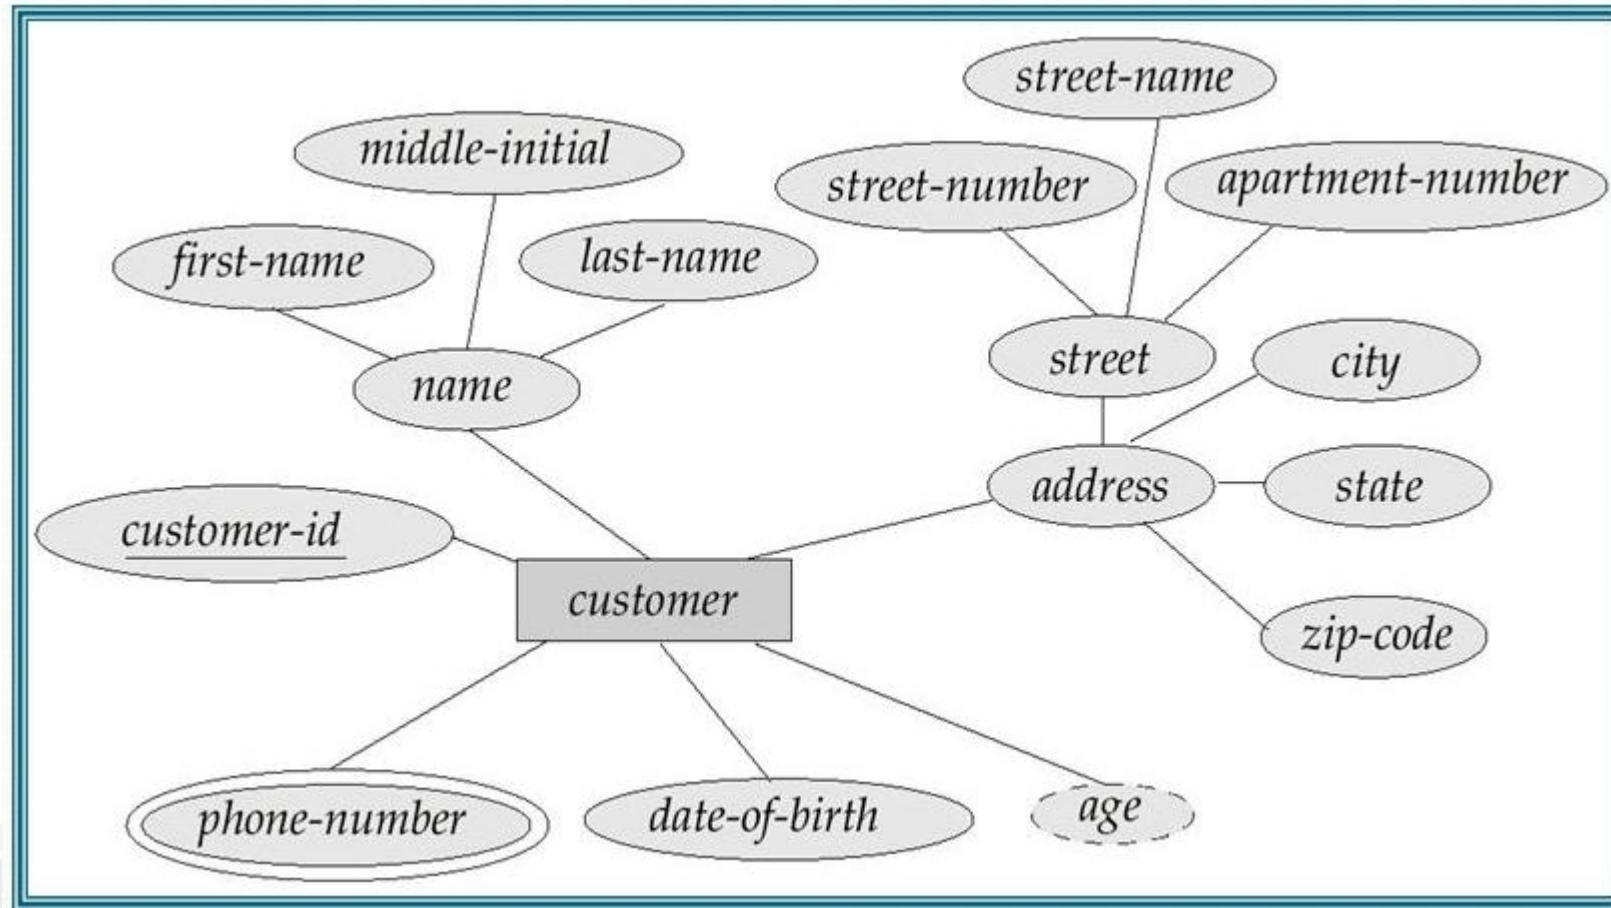 street-name
middle-initial
street-number
apartment-number
first-name
last-name
street
city
name
address
state
customer-id
customer
zip-code
phone-number
date-of-birth
age